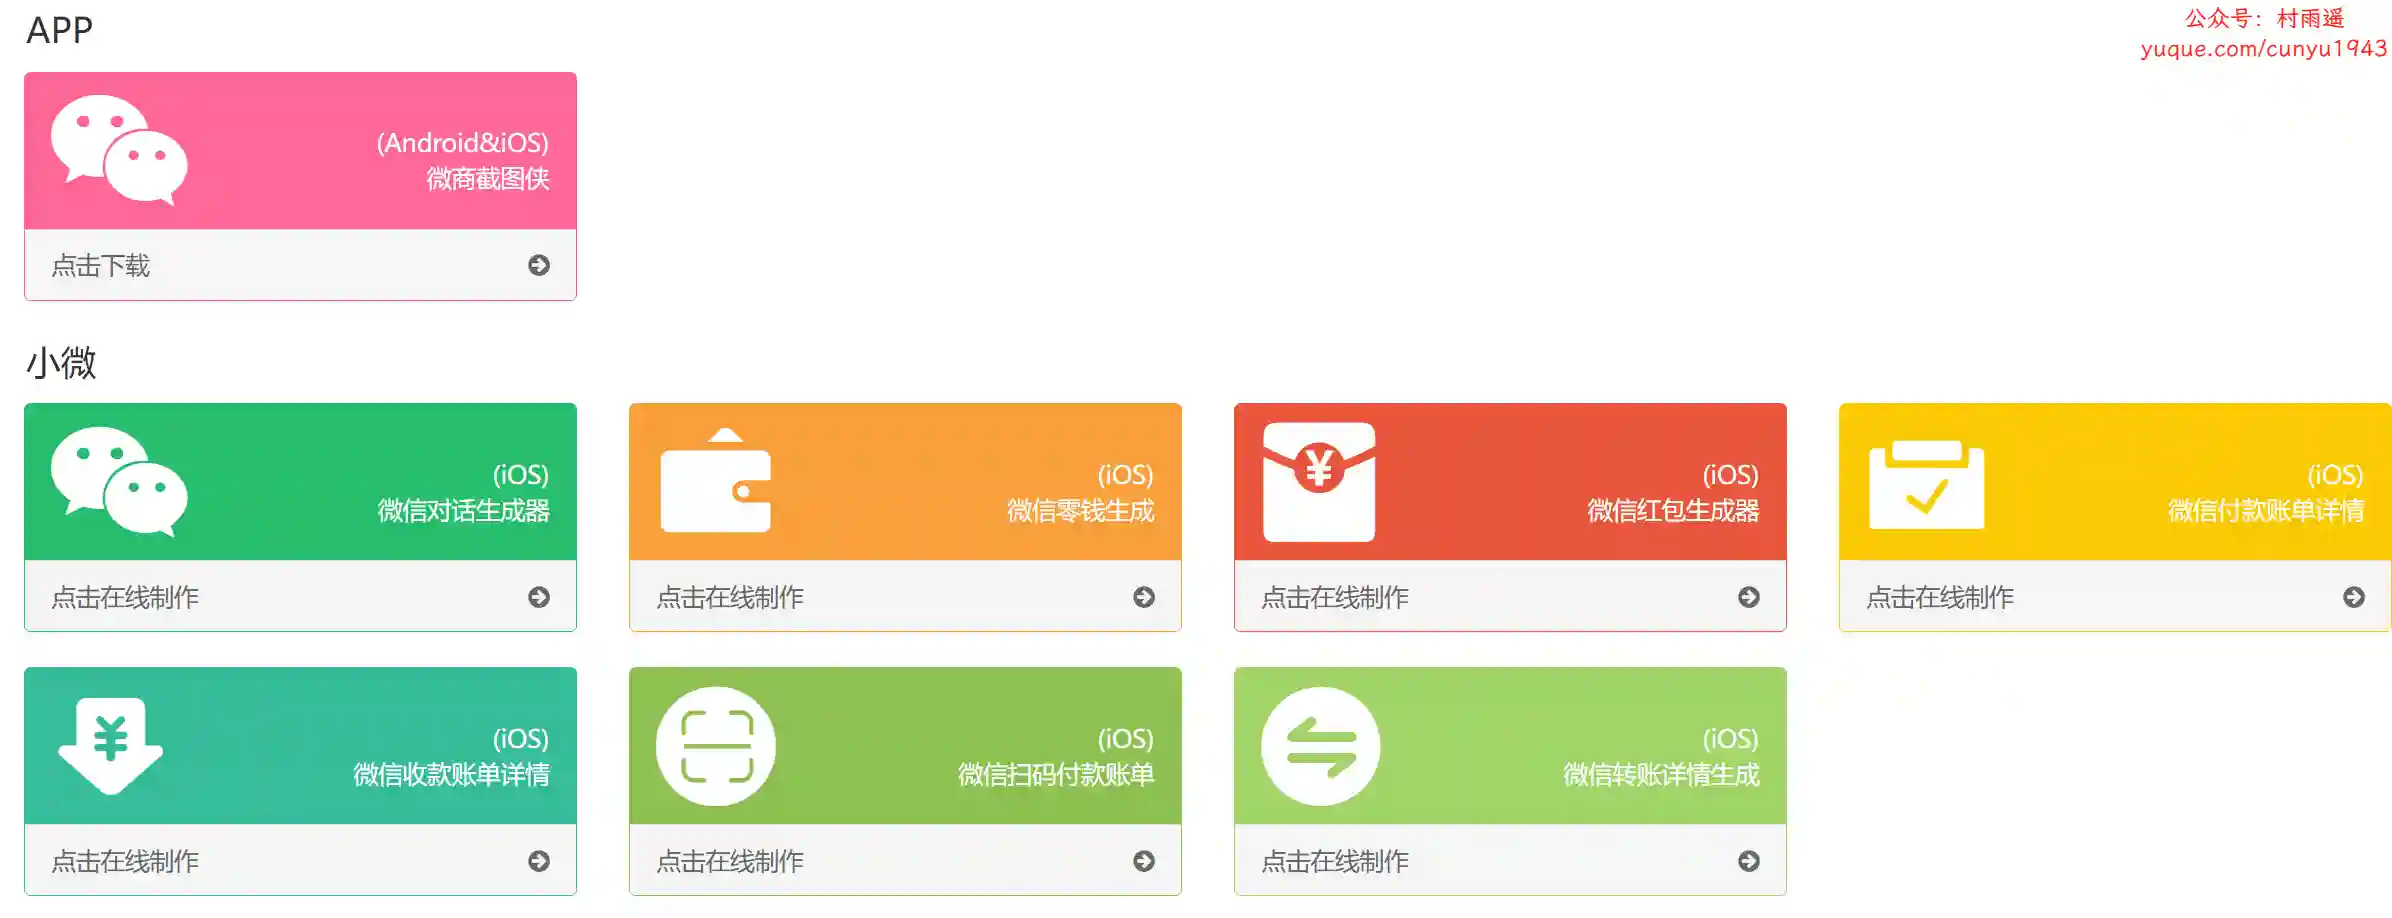 APP
公众号：村雨遥
yuque.com/cunyu1943
(Android&iOS)
微商截图侠
点击下载
小微
(iOS)
微信对话生成器
点击在线制作
(iOS)
微信零钱生成
点击在线制作
(iOS)
微信红包生成器
点击在线制作
(iOS)
微信付款账单详情
点击在线制作
(iOS)
微信收款账单详情
点击在线制作
(iOS)
微信扫码付款账单
点击在线制作
(iOS)
微信转账详情生成
点击在线制作